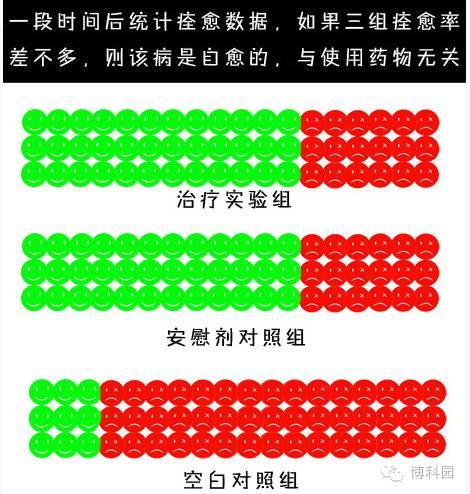 一段时间后统计痊愈数据，如果三组痊愈率
差不多，则该病是自愈的，与使用药物无关
治疗实验组
安慰剂对照组
空白对照组
博科园